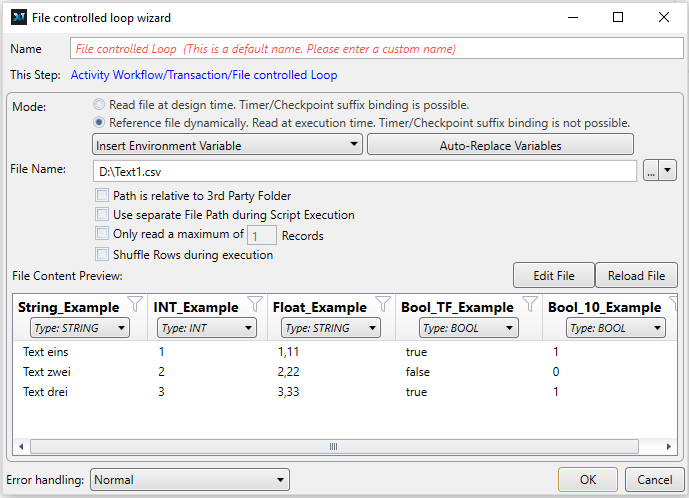 File controlled loop wizard
Name File controlled Loop (This is a default name. Please enter a custom name)
This Step: Activity Workflow/Transaction/File controlled Loop
Mode: Read file at design time. Timer/Checkpoint suffix binding is possible.
Reference file dynamically. Read at execution time. Timer/Checkpoint suffix binding is not possible.
Insert Environment Variable Auto-Replace Variables
File Name: D:\Text1.csv ...
Path is relative to 3rd Party Folder
Use separate File Path during Script Execution
Only read a maximum of 1 Records
Shuffle Rows during execution
File Content Preview: Edit File Reload File
String_Example INT_Example Float_Example Bool_TF_Example Bool_10_Example
Type: STRING Type: INT Type: STRING Type: BOOL Type: BOOL
Text eins 1 1,11 true 1
Text zwei 2 2,22 false 0
Text drei 3 3,33 true 1
Error handling: Normal OK Cancel